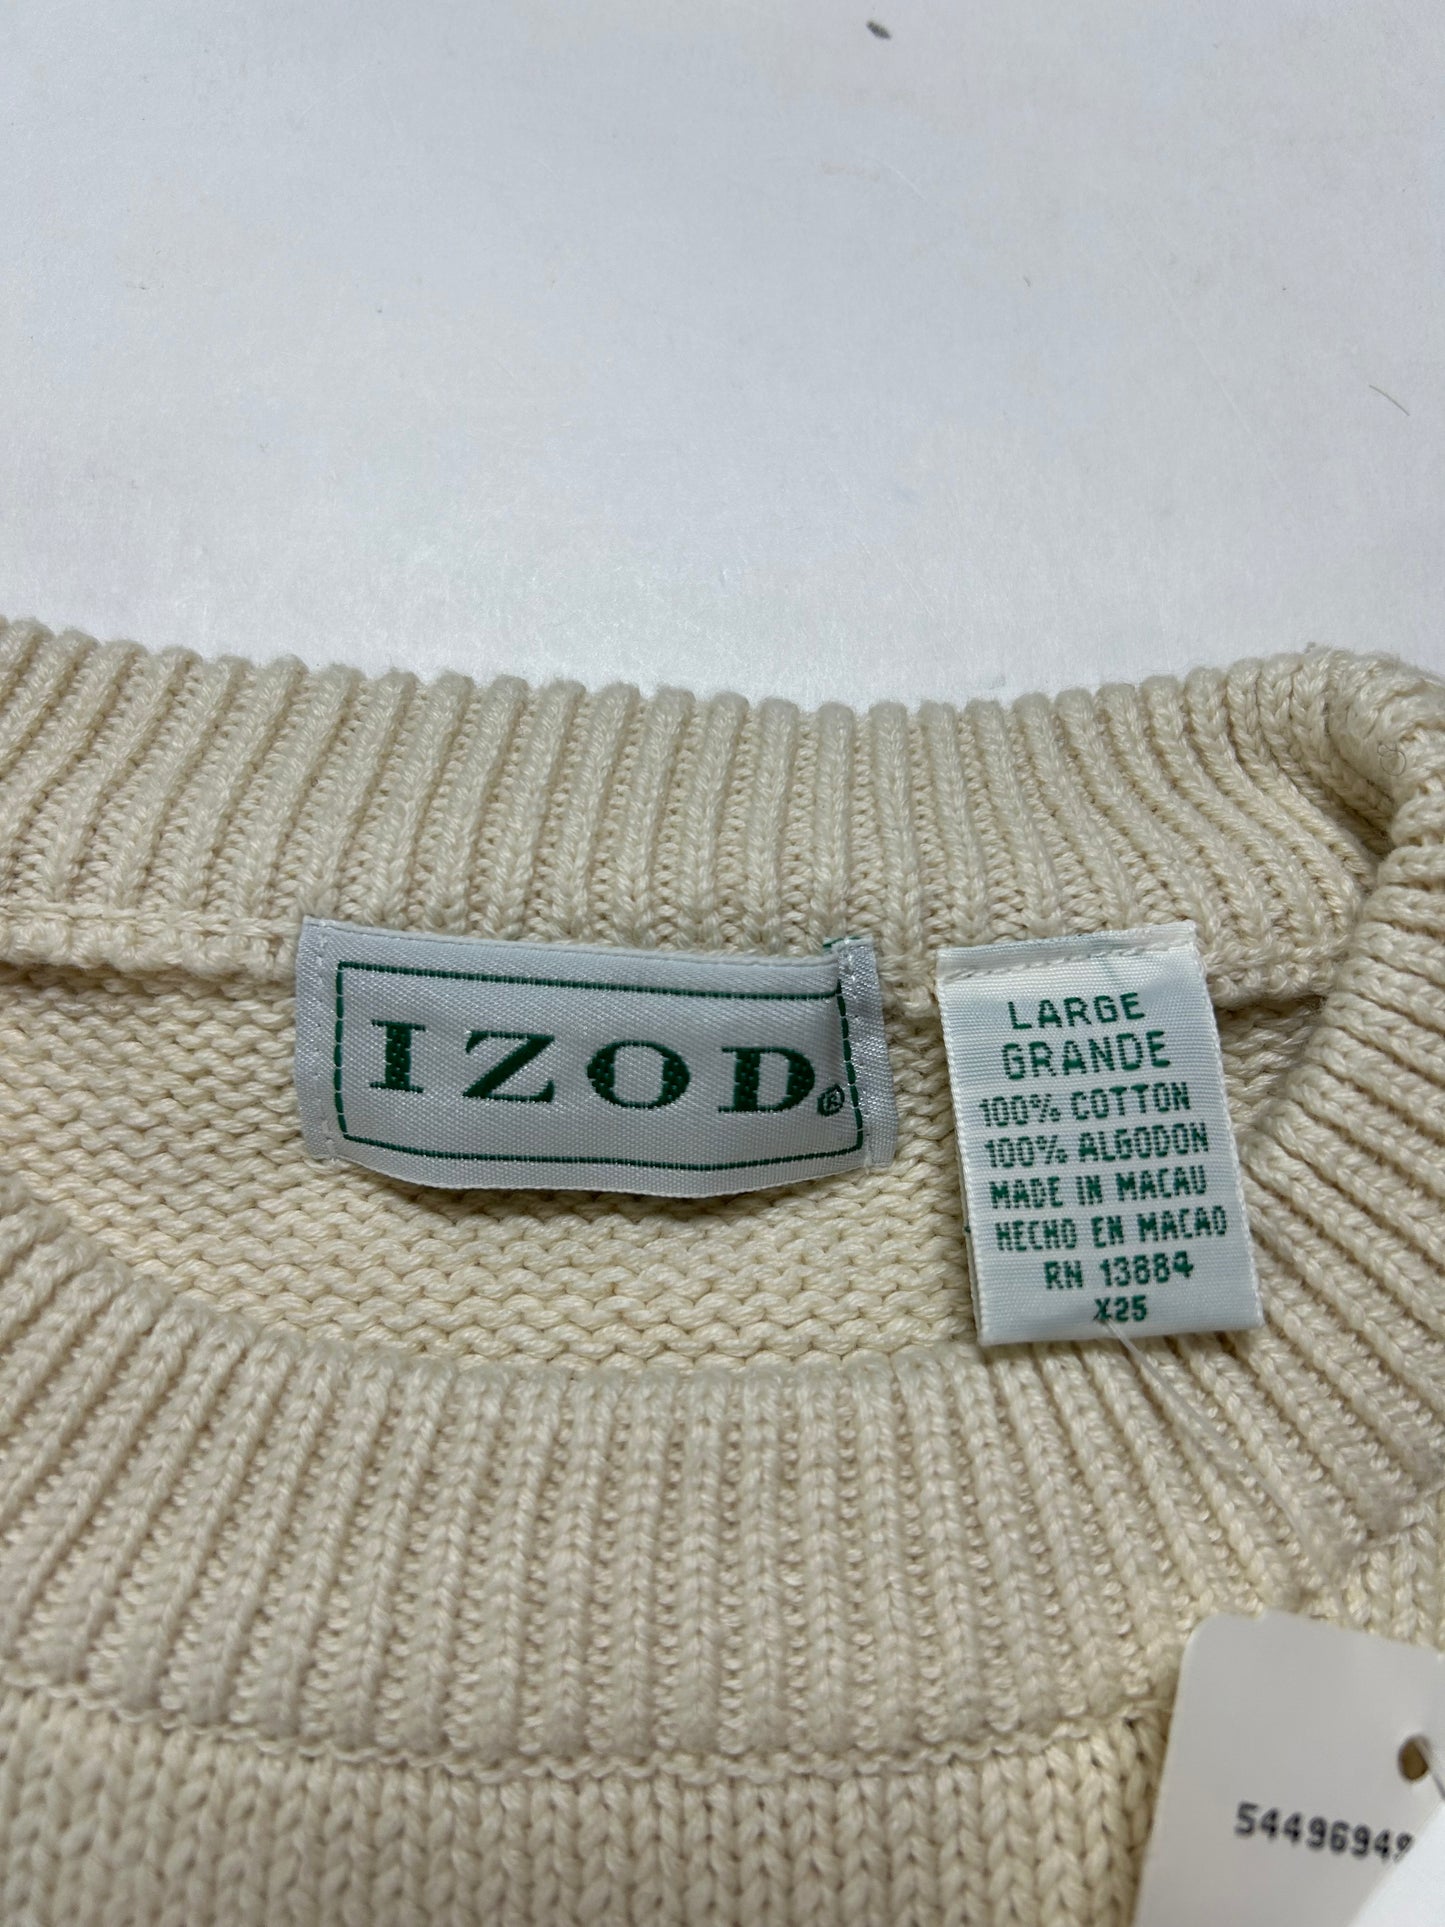 IZOD®
LARGE
GRANDE
100% COTTON
100% ALGODON
MADE IN MACAU
HECHO EN MACAO
RN 13884
X25